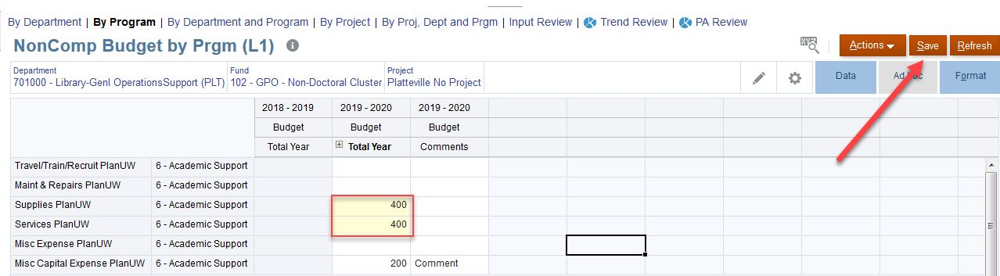 By Department | By Program | By Department and Program | By Project | By Proj, Dept and Prgm | Input Review | Trend Review | PA Review
NonComp Budget by Prgm (L1)
Actions Save Refresh
Department Fund Project
701000 - Library-Genl OperationsSupport (PLT) 102 - GPO - Non-Doctoral Cluster Platteville No Project
Data Ad hoc Format
2018 - 2019 2019 - 2020 2019 - 2020
Budget Budget Budget
Total Year Total Year Comments
Travel/Train/Recruit PlanUW 6 - Academic Support
Maint & Repairs PlanUW 6 - Academic Support
Supplies PlanUW 6 - Academic Support 400
Services PlanUW 6 - Academic Support 400
Misc Expense PlanUW 6 - Academic Support
Misc Capital Expense PlanUW 6 - Academic Support 200 Comment